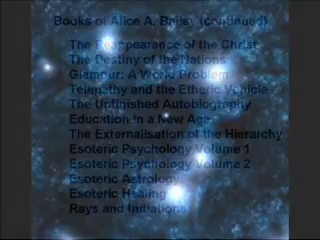 Books of Alice A. Bailey (continued)
The Reappearance of the Christ
The Destiny of the Nations
Glamour: A World Problem
Telepathy and the Etheric Vehicle
The Unfinished Autobiography
Education in a New Age
The Externalisation of the Hierarchy
Esoteric Psychology Volume 1
Esoteric Psychology Volume 2
Esoteric Astrology
Esoteric Healing
Rays and Initiations